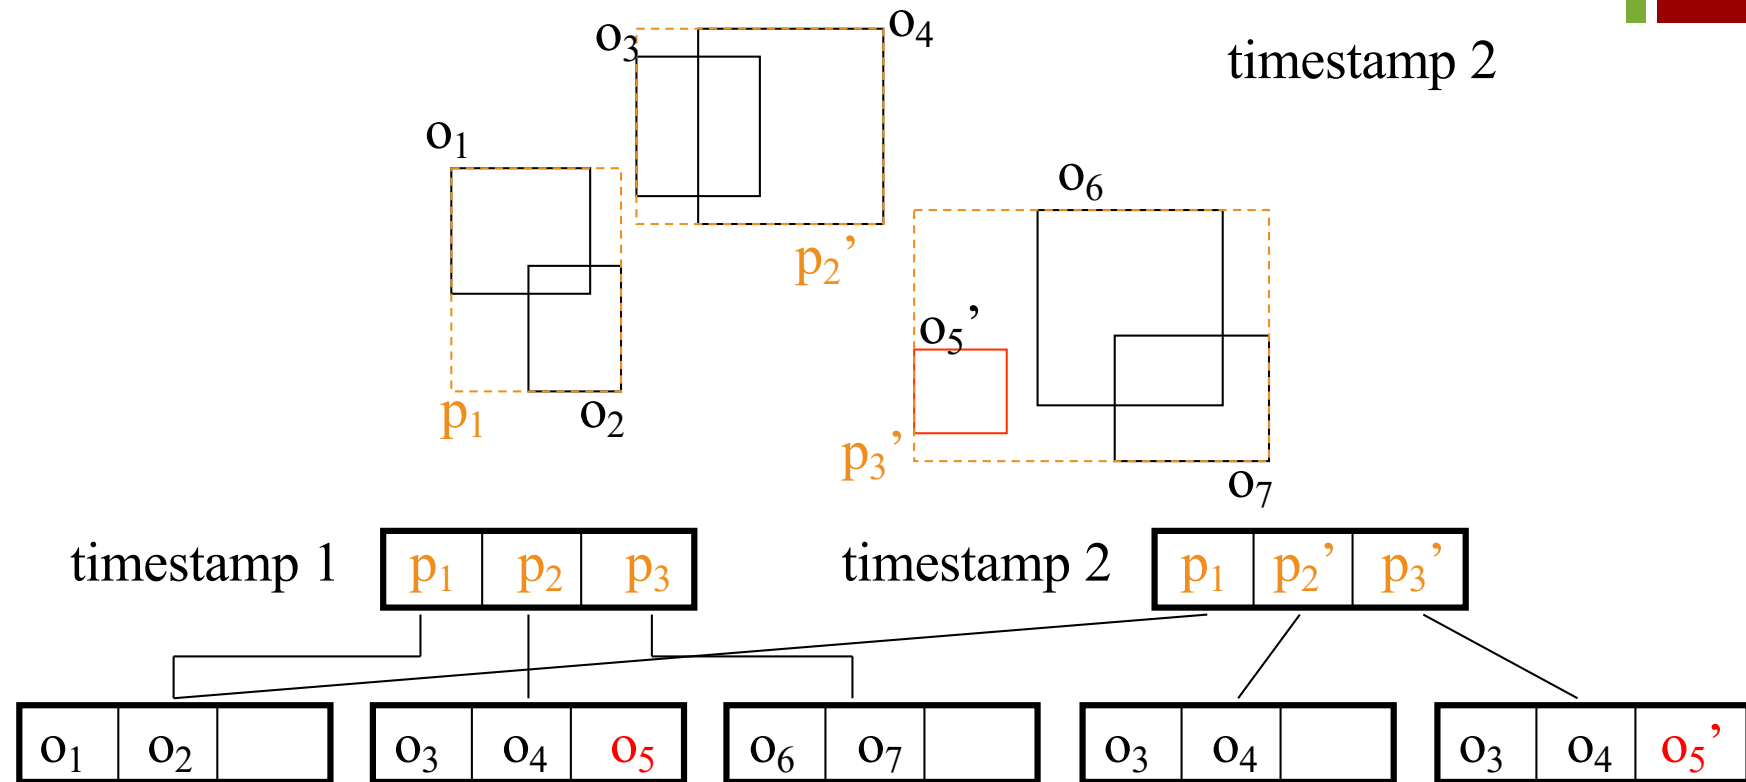 o₃ o₄
timestamp 2
o₁
o₆
p₂’
o₅’
p₁ o₂
p₃’
o₇
timestamp 1 p₁ p₂ p₃ timestamp 2 p₁ p₂’ p₃’
o₁ o₂ o₃ o₄ o₅ o₆ o₇ o₃ o₄ o₃ o₄ o₅’